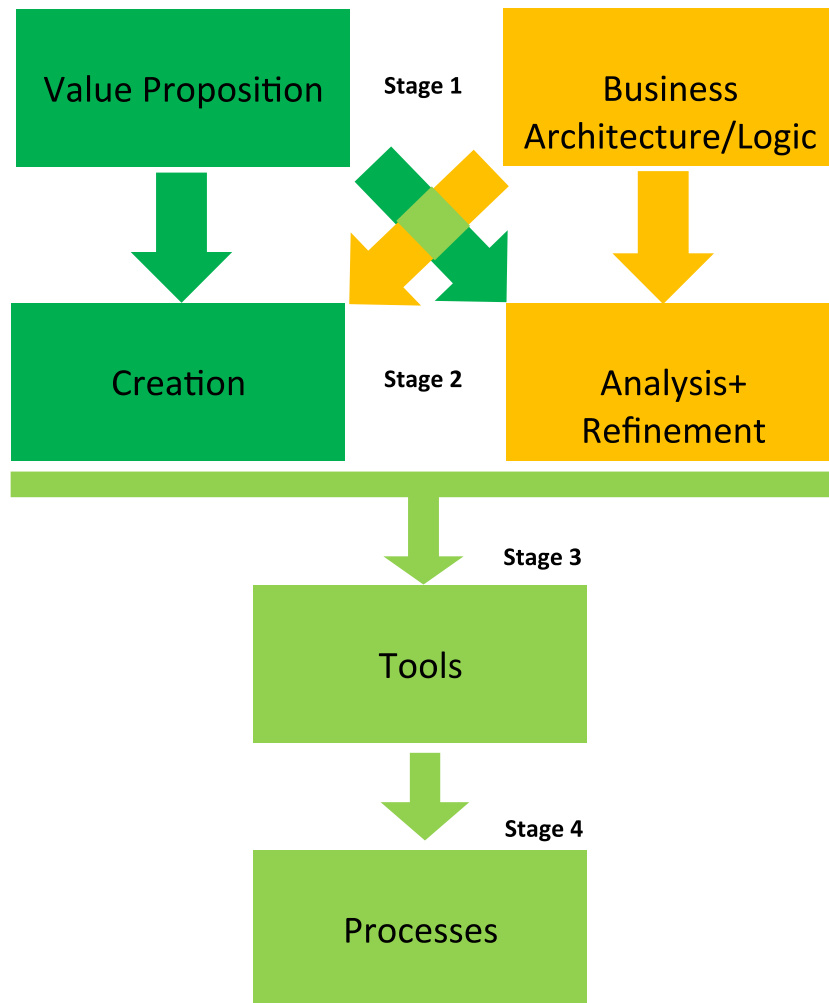 Value Proposition
Stage 1
Business
Architecture/Logic
Creation
Stage 2
Analysis+
Refinement
Stage 3
Tools
Stage 4
Processes